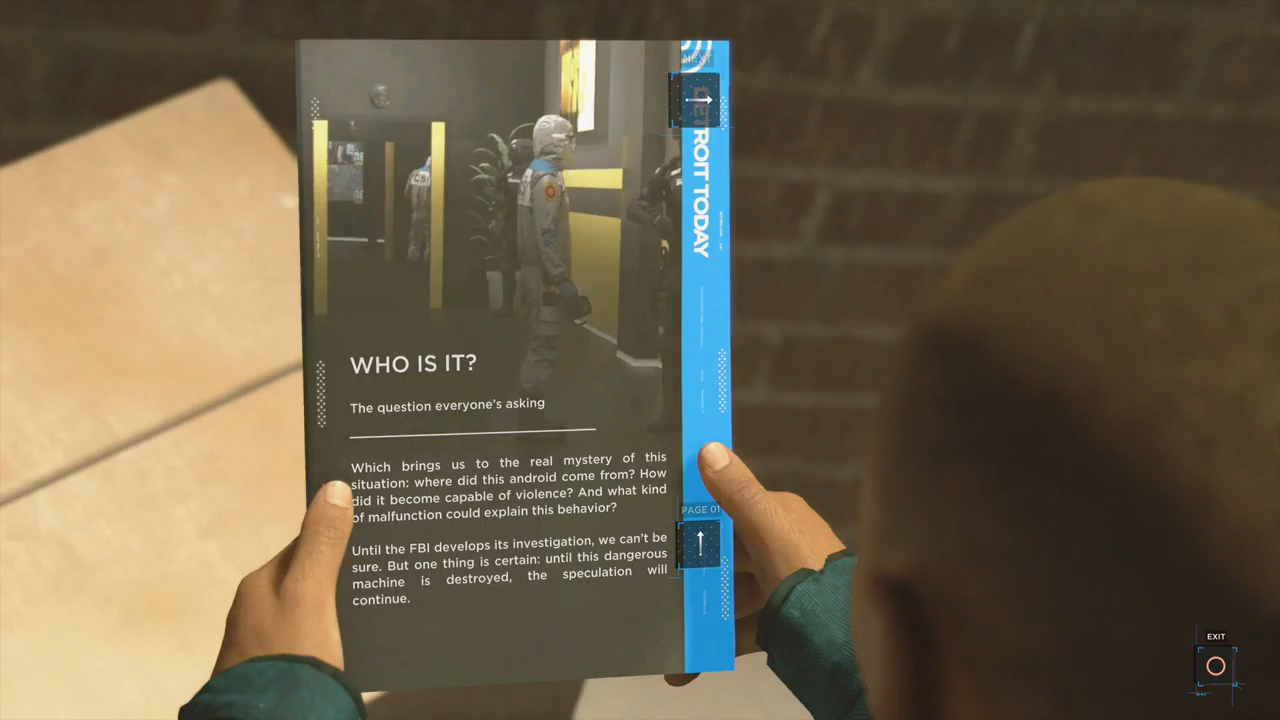 NEXT
DETROIT TODAY
CSI
WHO IS IT?
The question everyone's asking
Which brings us to the real mystery of this
situation: where did this android come from? How
did it become capable of violence? And what kind
of malfunction could explain this behavior?
Until the FBI develops its investigation, we can't be
sure. But one thing is certain: until this dangerous
machine is destroyed, the speculation will
continue.
PAGE 01
EXIT